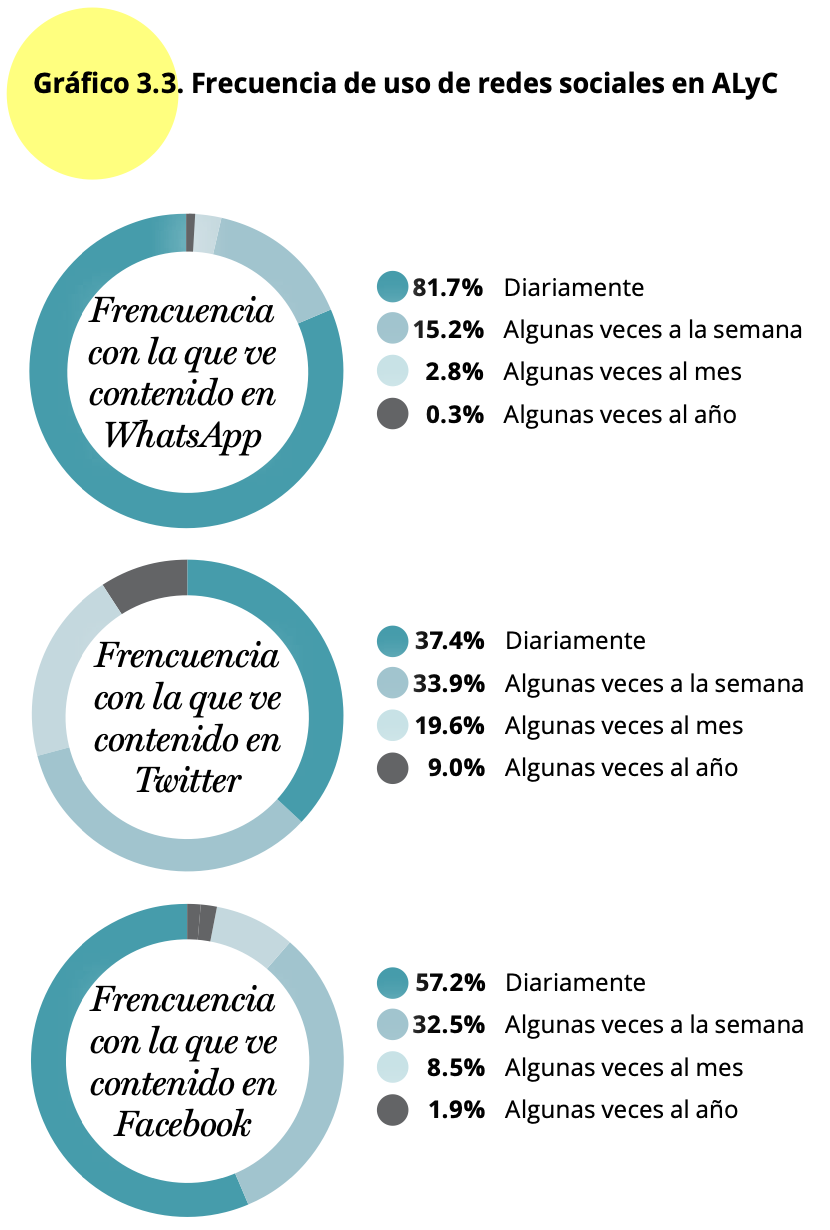 Gráfico 3.3. Frecuencia de uso de redes sociales en ALyC
Frencuencia
con la que ve
contenido en
WhatsApp
81.7% Diariamente
15.2% Algunas veces a la semana
2.8% Algunas veces al mes
0.3% Algunas veces al año
Frencuencia
con la que ve
contenido en
Twitter
37.4% Diariamente
33.9% Algunas veces a la semana
19.6% Algunas veces al mes
9.0% Algunas veces al año
Frencuencia
con la que ve
contenido en
Facebook
57.2% Diariamente
32.5% Algunas veces a la semana
8.5% Algunas veces al mes
1.9% Algunas veces al año